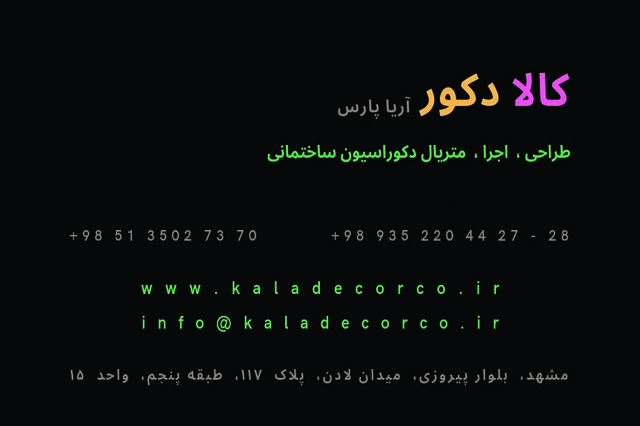 کالا دکور آریا پارس
طراحی ، اجرا ، متریال دکوراسیون ساختمانی
+98 51 3502 73 70   +98 935 220 44 27 - 28
www.kaladecorco.ir
info@kaladecorco.ir
مشهد، بلوار پیروزی، میدان لادن، پلاک ۱۱۷، طبقه پنجم، واحد ۱۵